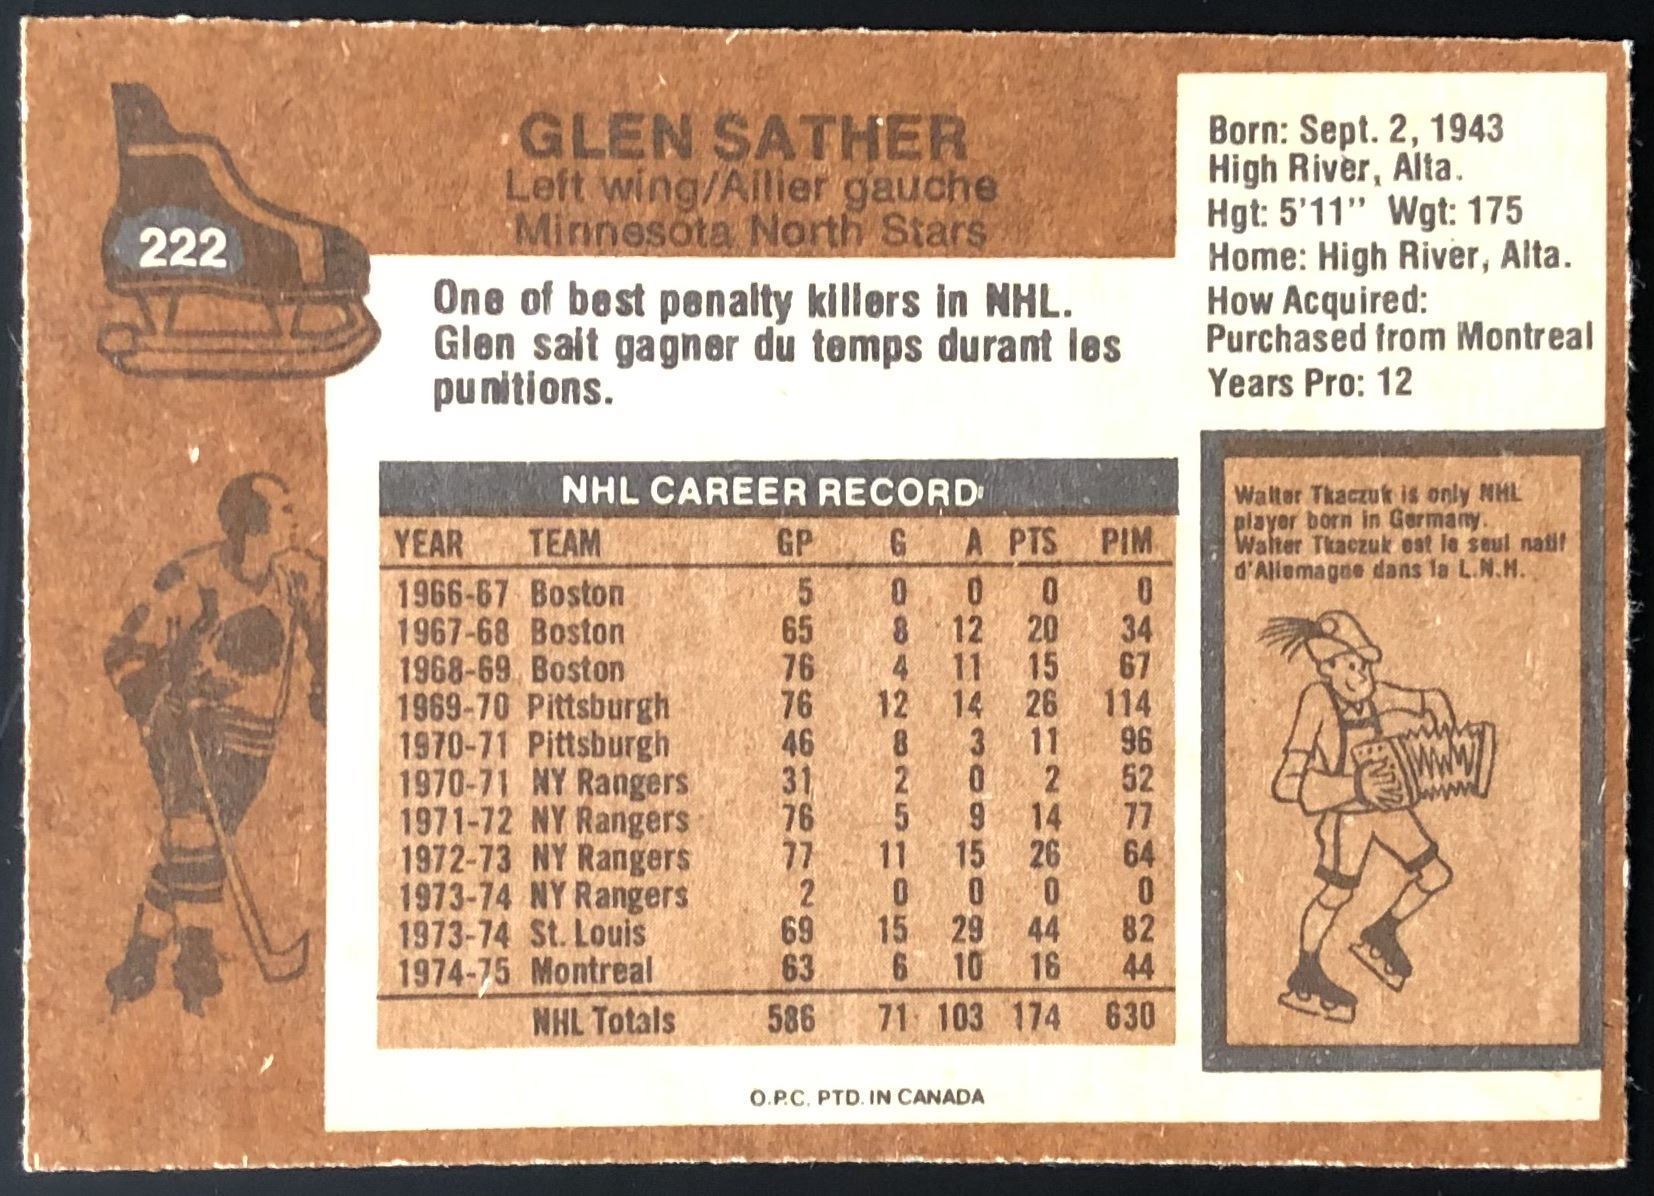 222
GLEN SATHER
Left wing/Ailier gauche
Minnesota North Stars
One of best penalty killers in NHL.
Glen sait gagner du temps durant les
punitions.
Born: Sept. 2, 1943
High River, Alta.
Hgt: 5'11" Wgt: 175
Home: High River, Alta.
How Acquired:
Purchased from Montreal
Years Pro: 12
NHL CAREER RECORD
YEAR TEAM GP G A PTS PIM
1966-67 Boston 5 0 0 0 0
1967-68 Boston 65 8 12 20 34
1968-69 Boston 76 4 11 15 67
1969-70 Pittsburgh 76 12 14 26 114
1970-71 Pittsburgh 46 8 3 11 96
1970-71 NY Rangers 31 2 0 2 52
1971-72 NY Rangers 76 5 9 14 77
1972-73 NY Rangers 77 11 15 26 64
1973-74 NY Rangers 2 0 0 0 0
1973-74 St. Louis 69 15 29 44 82
1974-75 Montreal 63 6 10 16 44
NHL Totals 586 71 103 174 630
Walter Tkaczuk is only NHL
player born in Germany.
Walter Tkaczuk est le seul natif
d'Allemagne dans la L.N.H.
O.P.C. PTD. IN CANADA